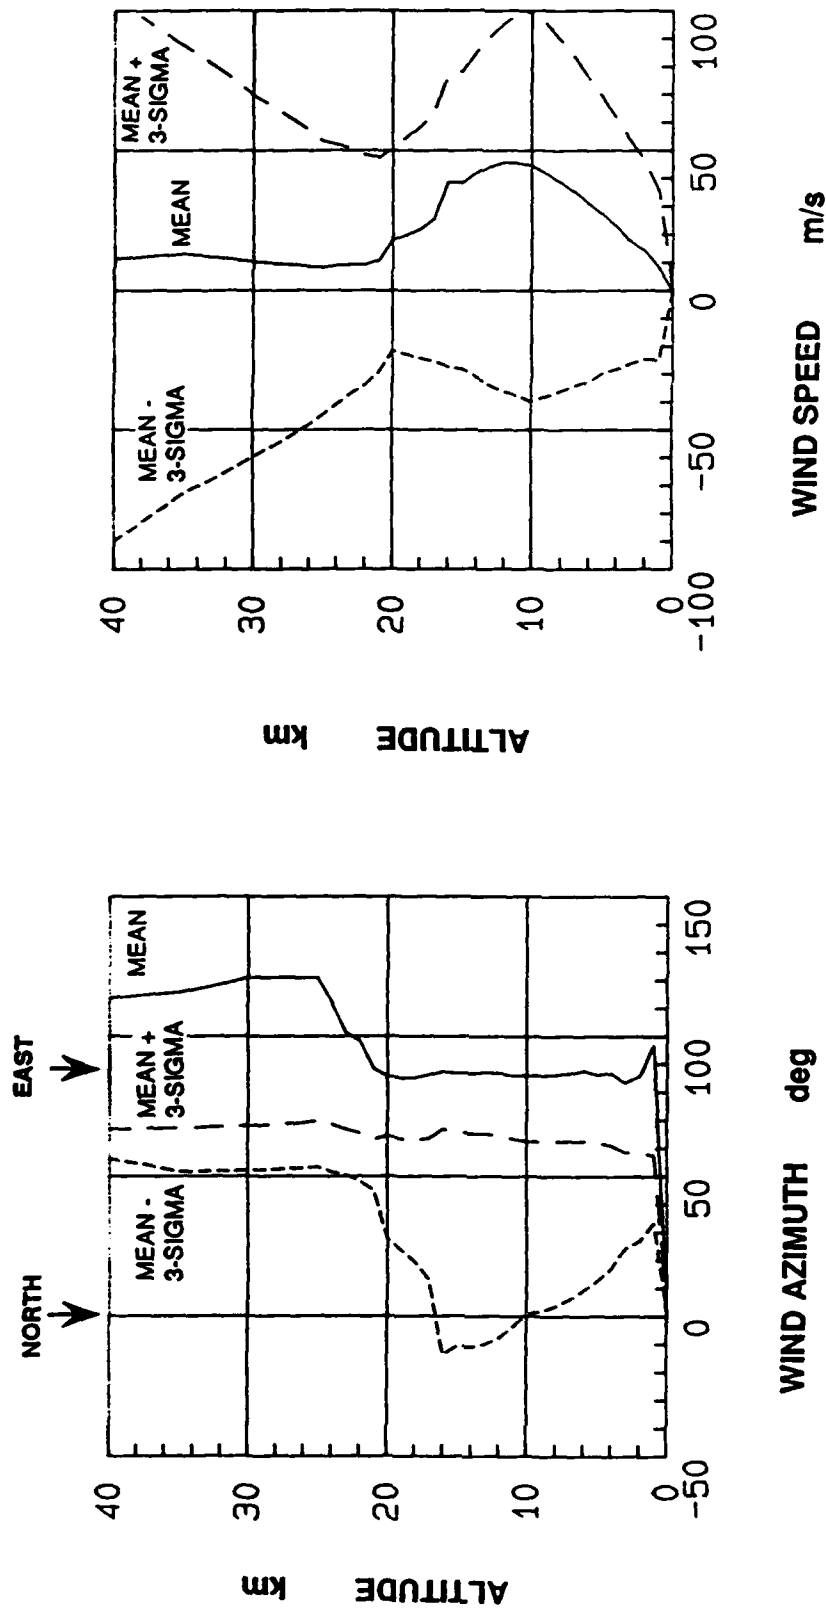 NORTH
EAST
ALTITUDE km
40
30
20
10
0
MEAN -
3-SIGMA
MEAN +
3-SIGMA
MEAN
-50
0
50
100
150
WIND AZIMUTH deg
ALTITUDE km
40
30
20
10
0
MEAN -
3-SIGMA
MEAN
MEAN +
3-SIGMA
-100
-50
0
50
100
WIND SPEED m/s